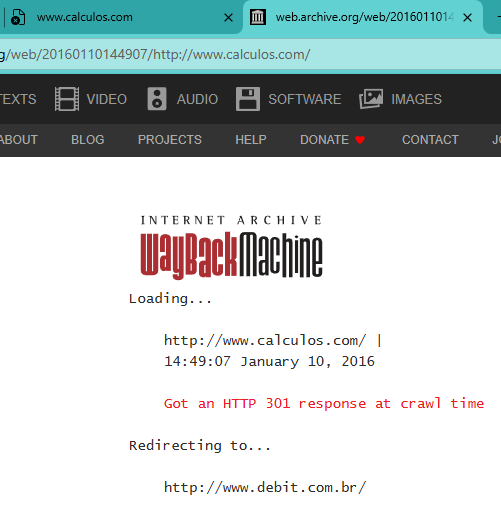 www.calculos.com
web.archive.org/web/2016011014
g/web/20160110144907/http://www.calculos.com/
TEXTS VIDEO AUDIO SOFTWARE IMAGES
ABOUT BLOG PROJECTS HELP DONATE CONTACT
INTERNET ARCHIVE
WayBackMachine
Loading...
http://www.calculos.com/ |
14:49:07 January 10, 2016
Got an HTTP 301 response at crawl time
Redirecting to...
http://www.debit.com.br/